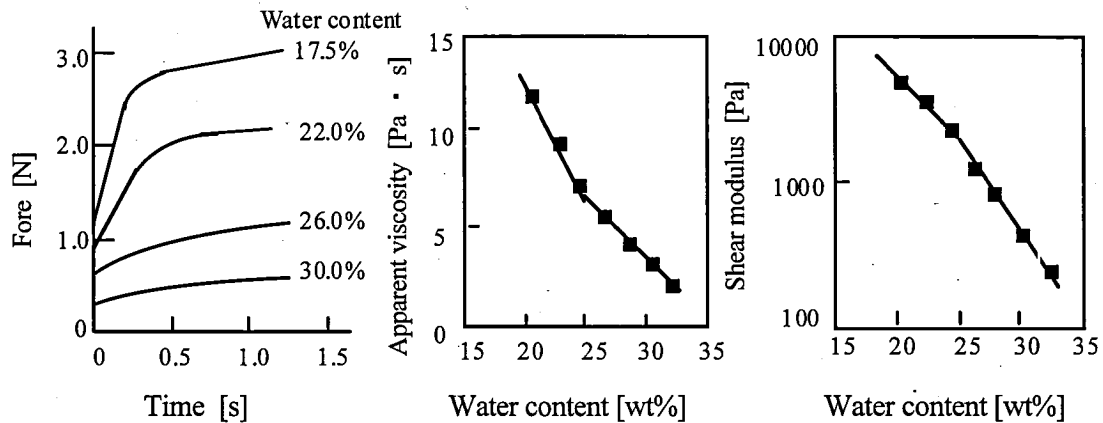 Water content
17.5%
22.0%
26.0%
30.0%
3.0
2.0
1.0
0
Fore [N]
0 0.5 1.0 1.5
Time [s]
15
10
5
0
Apparent viscosity [Pa・s]
15 20 25 30 35
Water content [wt%]
10000
1000
100
Shear modulus [Pa]
15 20 25 30 35
Water content [wt%]